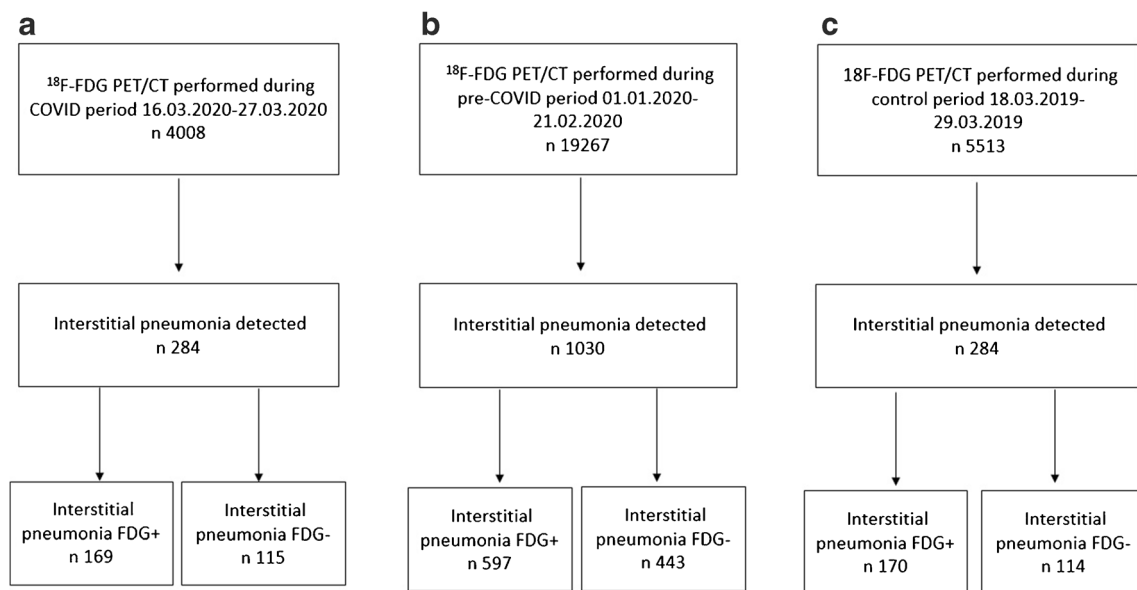 a
¹⁸F-FDG PET/CT performed during
COVID period 16.03.2020-27.03.2020
n 4008
Interstitial pneumonia detected
n 284
Interstitial
pneumonia FDG+
n 169
Interstitial
pneumonia FDG-
n 115
b
¹⁸F-FDG PET/CT performed during
pre-COVID period 01.01.2020-
21.02.2020
n 19267
Interstitial pneumonia detected
n 1030
Interstitial
pneumonia FDG+
n 597
Interstitial
pneumonia FDG-
n 443
c
18F-FDG PET/CT performed during
control period 18.03.2019-
29.03.2019
n 5513
Interstitial pneumonia detected
n 284
Interstitial
pneumonia FDG+
n 170
Interstitial
pneumonia FDG-
n 114